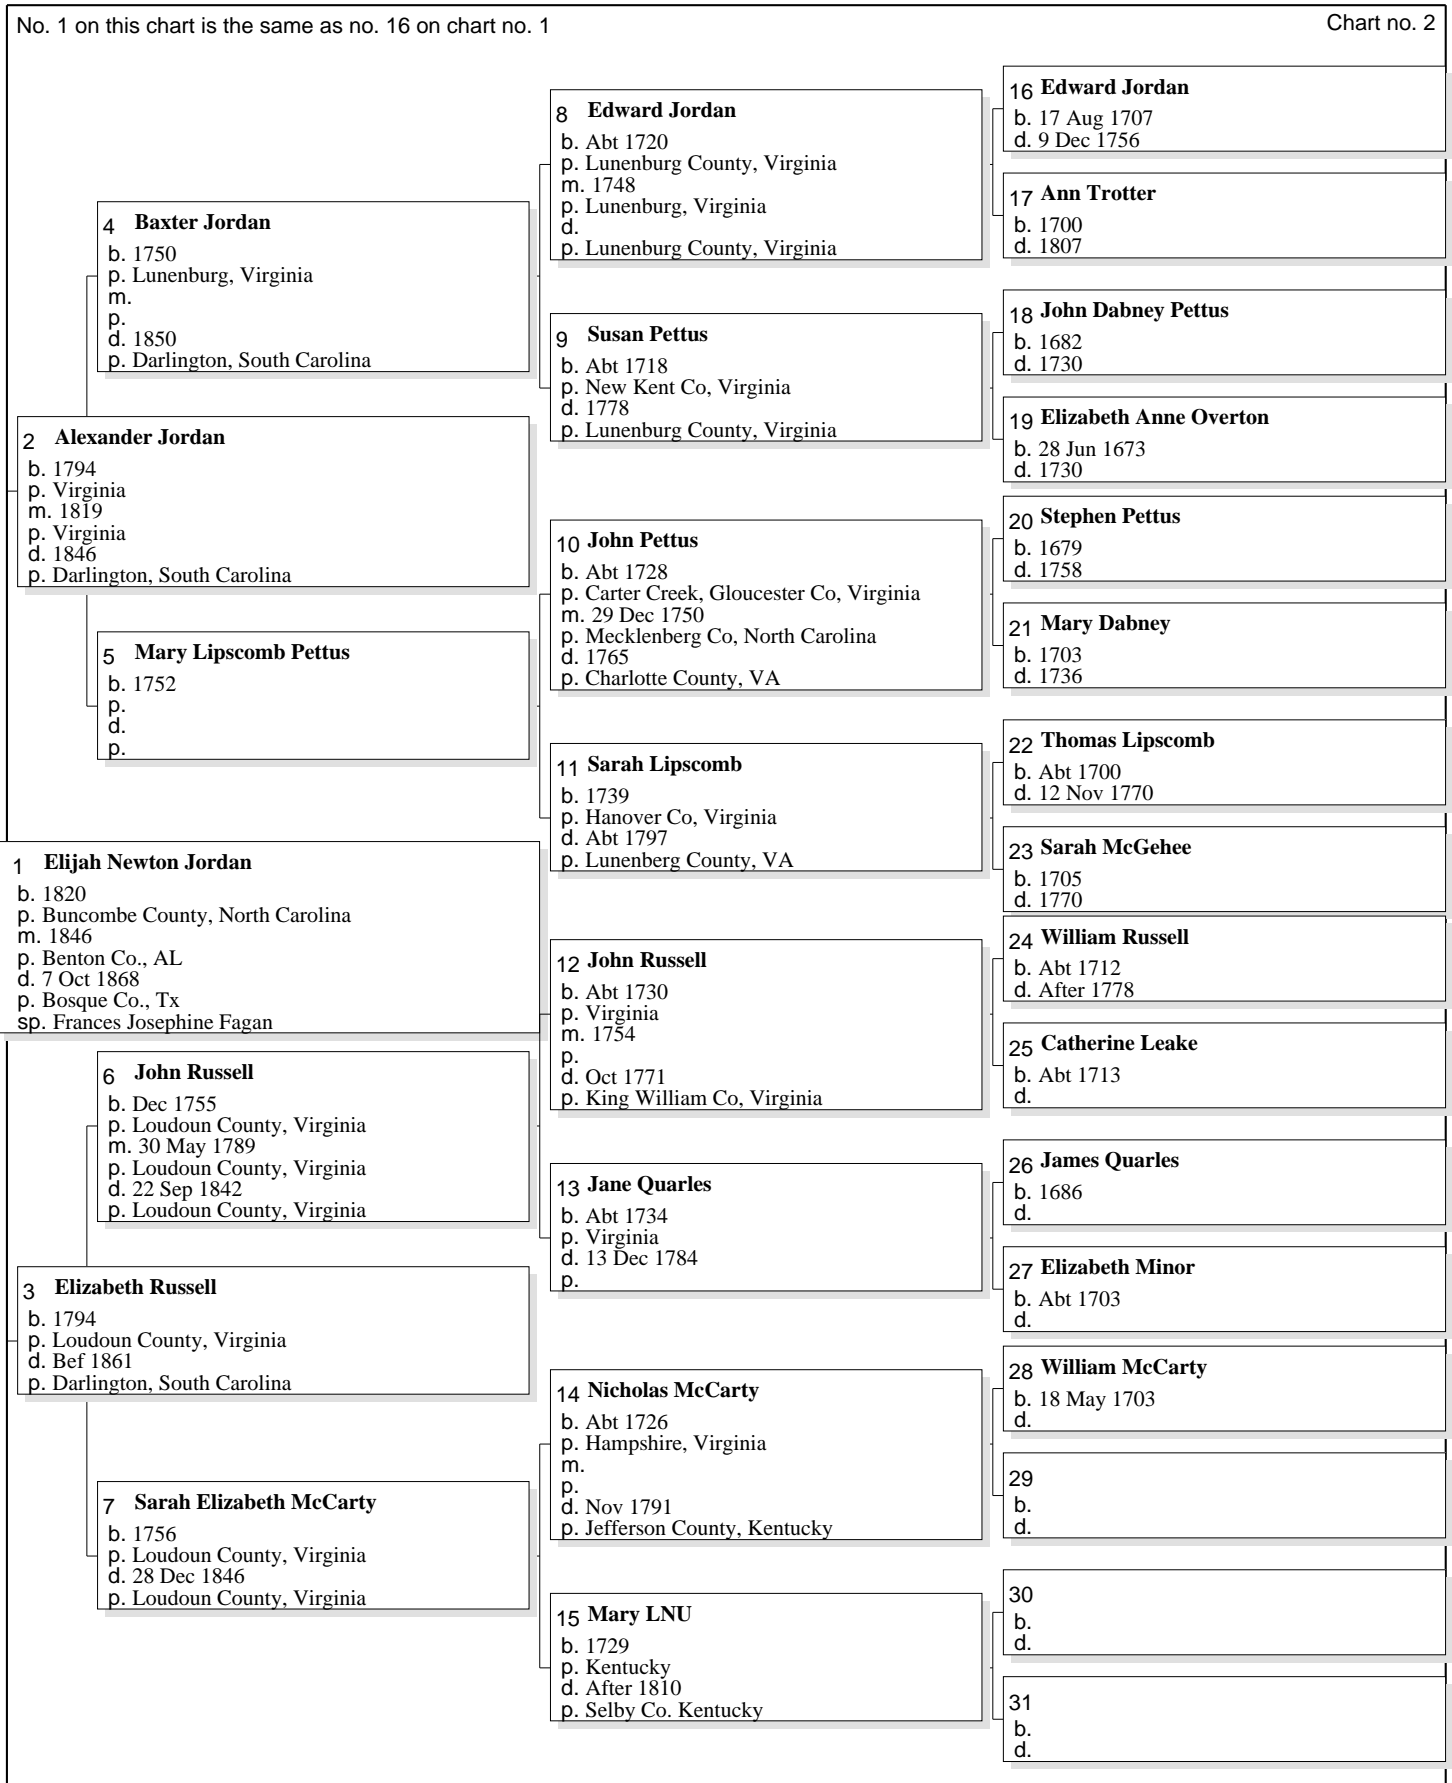 No. 1 on this chart is the same as no. 16 on chart no. 1
Chart no. 2
1 Elijah Newton Jordan
b. 1820
p. Buncombe County, North Carolina
m. 1846
p. Benton Co., AL
d. 7 Oct 1868
p. Bosque Co., Tx
sp. Frances Josephine Fagan
2 Alexander Jordan
b. 1794
p. Virginia
m. 1819
p. Virginia
d. 1846
p. Darlington, South Carolina
3 Elizabeth Russell
b. 1794
p. Loudoun County, Virginia
d. Bef 1861
p. Darlington, South Carolina
4 Baxter Jordan
b. 1750
p. Lunenburg, Virginia
m.
p.
d. 1850
p. Darlington, South Carolina
5 Mary Lipscomb Pettus
b. 1752
p.
d.
p.
6 John Russell
b. Dec 1755
p. Loudoun County, Virginia
m. 30 May 1789
p. Loudoun County, Virginia
d. 22 Sep 1842
p. Loudoun County, Virginia
7 Sarah Elizabeth McCarty
b. 1756
p. Loudoun County, Virginia
d. 28 Dec 1846
p. Loudoun County, Virginia
8 Edward Jordan
b. Abt 1720
p. Lunenburg County, Virginia
m. 1748
p. Lunenburg, Virginia
d.
p. Lunenburg County, Virginia
9 Susan Pettus
b. Abt 1718
p. New Kent Co, Virginia
d. 1778
p. Lunenburg County, Virginia
10 John Pettus
b. Abt 1728
p. Carter Creek, Gloucester Co, Virginia
m. 29 Dec 1750
p. Mecklenberg Co, North Carolina
d. 1765
p. Charlotte County, VA
11 Sarah Lipscomb
b. 1739
p. Hanover Co, Virginia
d. Abt 1797
p. Lunenberg County, VA
12 John Russell
b. Abt 1730
p. Virginia
m. 1754
p.
d. Oct 1771
p. King William Co, Virginia
13 Jane Quarles
b. Abt 1734
p. Virginia
d. 13 Dec 1784
p.
14 Nicholas McCarty
b. Abt 1726
p. Hampshire, Virginia
m.
p.
d. Nov 1791
p. Jefferson County, Kentucky
15 Mary LNU
b. 1729
p. Kentucky
d. After 1810
p. Selby Co. Kentucky
16 Edward Jordan
b. 17 Aug 1707
d. 9 Dec 1756
17 Ann Trotter
b. 1700
d. 1807
18 John Dabney Pettus
b. 1682
d. 1730
19 Elizabeth Anne Overton
b. 28 Jun 1673
d. 1730
20 Stephen Pettus
b. 1679
d. 1758
21 Mary Dabney
b. 1703
d. 1736
22 Thomas Lipscomb
b. Abt 1700
d. 12 Nov 1770
23 Sarah McGehee
b. 1705
d. 1770
24 William Russell
b. Abt 1712
d. After 1778
25 Catherine Leake
b. Abt 1713
d.
26 James Quarles
b. 1686
d.
27 Elizabeth Minor
b. Abt 1703
d.
28 William McCarty
b. 18 May 1703
d.
29
b.
d.
30
b.
d.
31
b.
d.